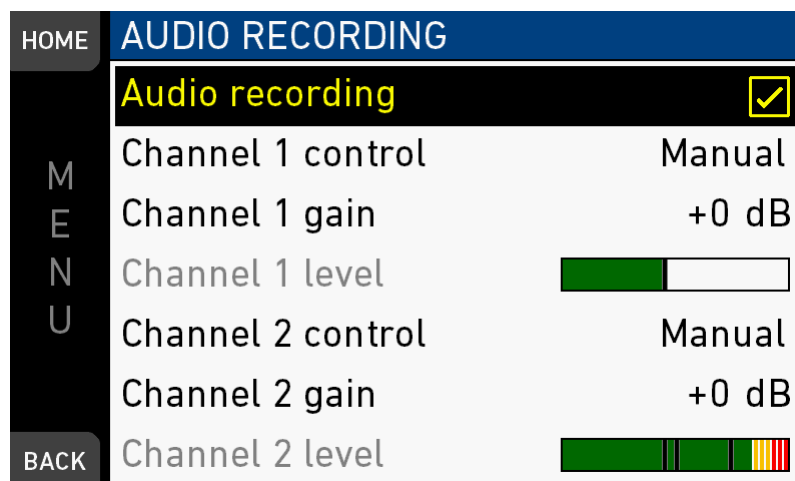 HOME
AUDIO RECORDING
Audio recording
Channel 1 control Manual
Channel 1 gain +0 dB
Channel 1 level
Channel 2 control Manual
Channel 2 gain +0 dB
Channel 2 level
MENU
BACK